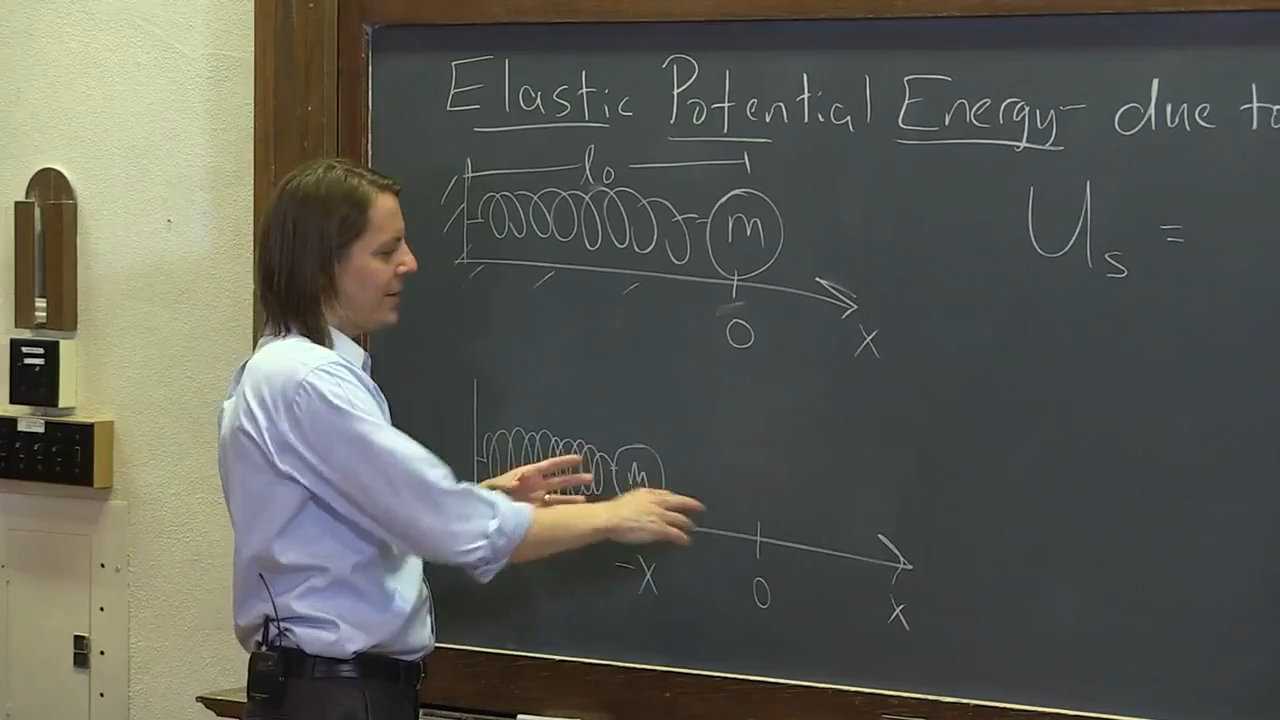 Elastic Potential Energy - due to
l₀
m
Uₛ =
0
x
m
-x
0
x